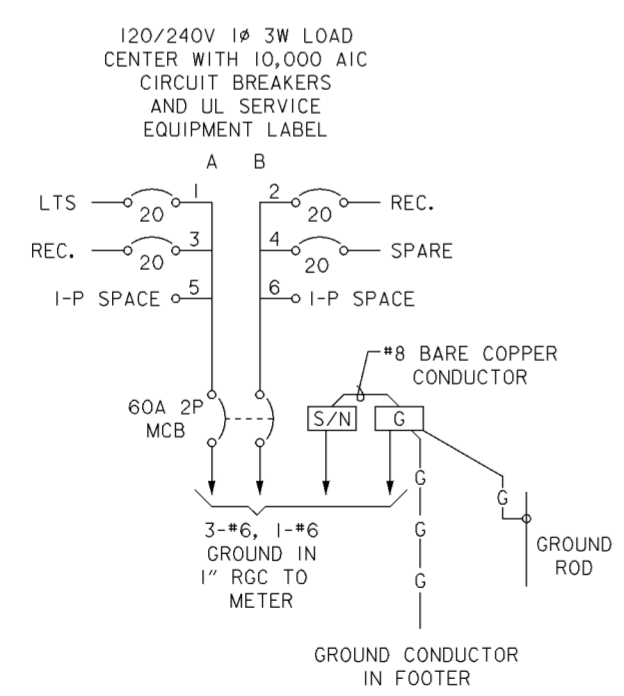 120/240V 1ø 3W LOAD
CENTER WITH 10,000 AIC
CIRCUIT BREAKERS
AND UL SERVICE
EQUIPMENT LABEL
A B
LTS 20 1 2 20 REC.
REC. 20 3 4 20 SPARE
1-P SPACE 5 6 1-P SPACE
#8 BARE COPPER
CONDUCTOR
60A 2P
MCB
S/N G
G
G
G
G
3-#6, 1-#6
GROUND IN
1" RGC TO
METER
GROUND
ROD
GROUND CONDUCTOR
IN FOOTER